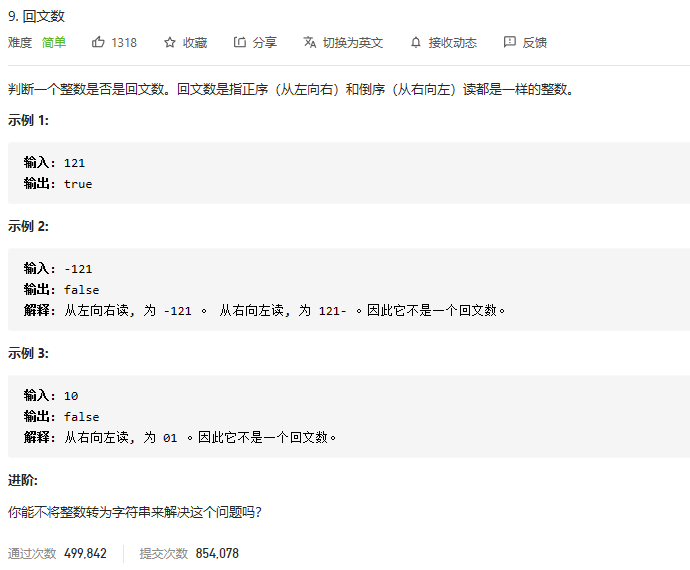 9. 回文数
难度 简单 1318 收藏 分享 切换为英文 接收动态 反馈
判断一个整数是否是回文数。回文数是指正序（从左向右）和倒序（从右向左）读都是一样的整数。
示例 1:
输入: 121
输出: true
示例 2:
输入: -121
输出: false
解释: 从左向右读, 为 -121 。 从右向左读, 为 121- 。因此它不是一个回文数。
示例 3:
输入: 10
输出: false
解释: 从右向左读, 为 01 。因此它不是一个回文数。
进阶:
你能不将整数转为字符串来解决这个问题吗？
通过次数 499,842 提交次数 854,078